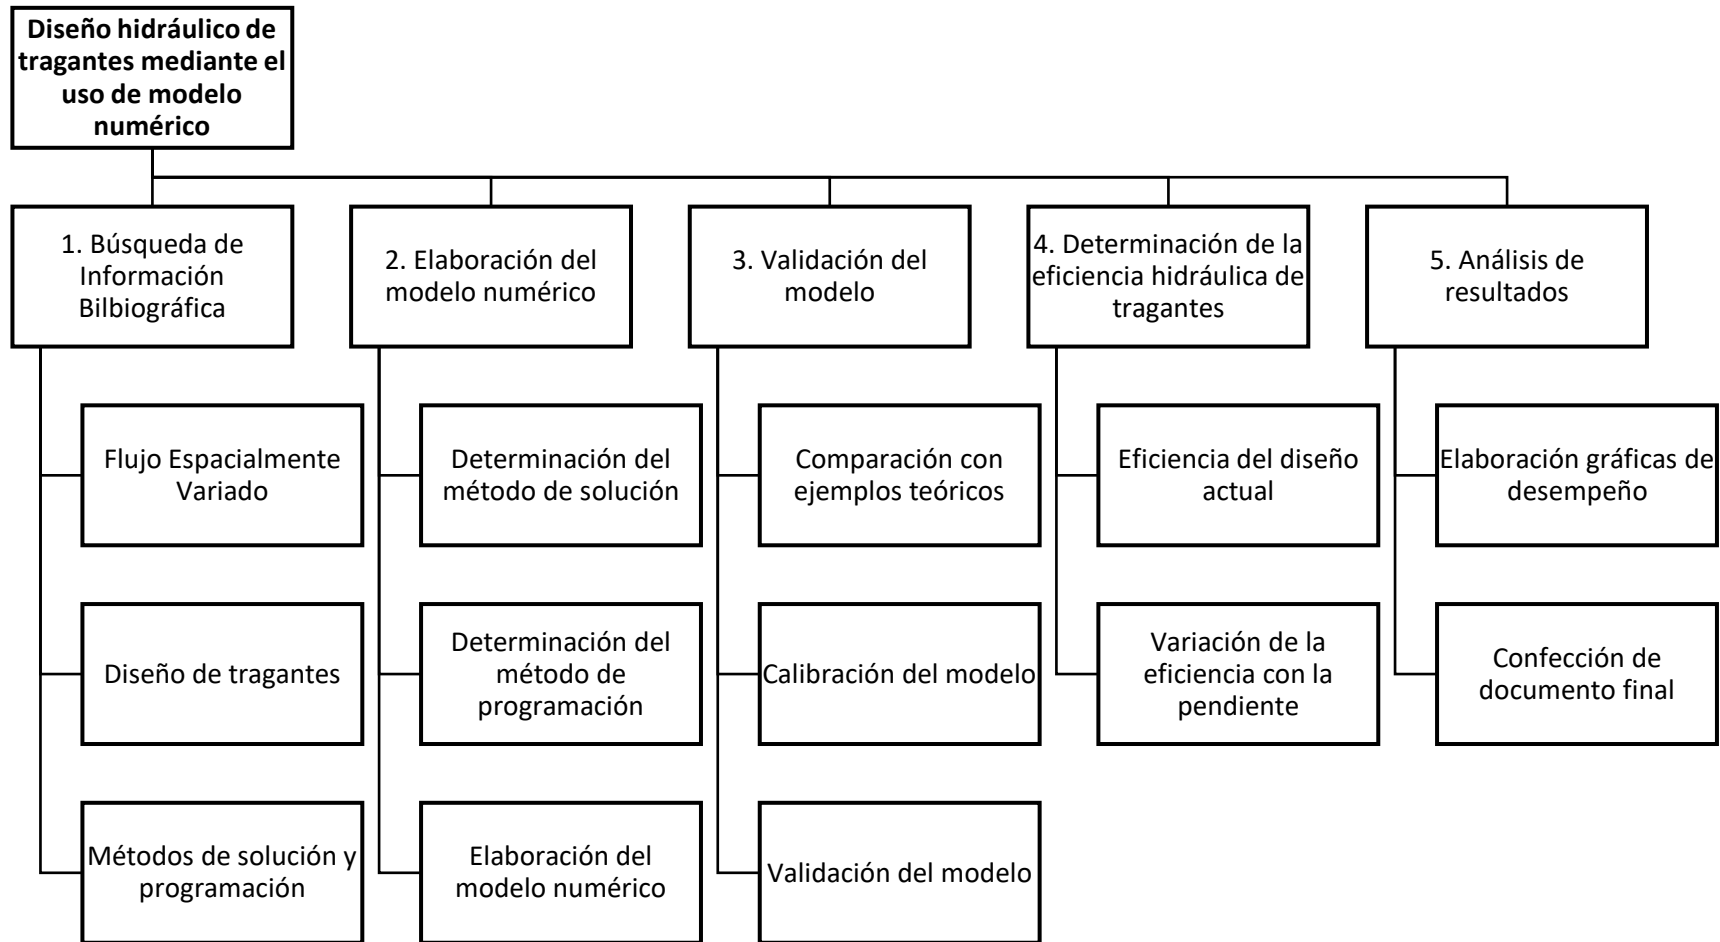 Diseño hidráulico de
tragantes mediante el
uso de modelo
numérico
1. Búsqueda de
Información
Bilbiográfica
2. Elaboración del
modelo numérico
3. Validación del
modelo
4. Determinación de la
eficiencia hidráulica de
tragantes
5. Análisis de
resultados
Flujo Espacialmente
Variado
Determinación del
método de solución
Comparación con
ejemplos teóricos
Eficiencia del diseño
actual
Elaboración gráficas de
desempeño
Diseño de tragantes
Determinación del
método de
programación
Calibración del modelo
Variación de la
eficiencia con la
pendiente
Confección de
documento final
Métodos de solución y
programación
Elaboración del
modelo numérico
Validación del modelo